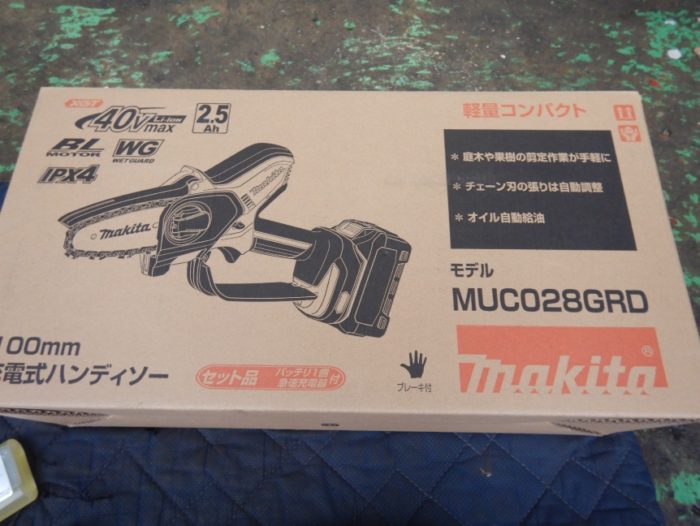 XGT
40Vmax Li-ion
2.5 Ah
BL MOTOR
WG WET GUARD
IPX4
makita
Makita
軽量コンパクト
11
＊ 庭木や果樹の剪定作業が手軽に
＊ チェーン刃の張りは自動調整
＊ オイル自動給油
モデル
MUC028GRD
makita®
100mm
電式ハンディソー
セット品
バッテリ1個
急速充電器 付
ブレーキ付